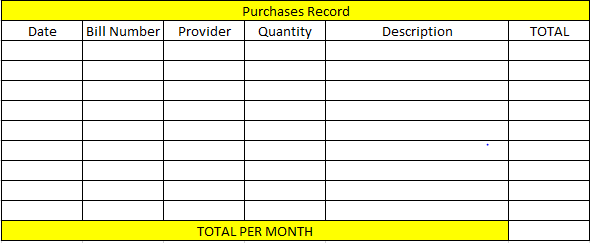 Purchases Record
Date Bill Number Provider Quantity Description TOTAL
TOTAL PER MONTH